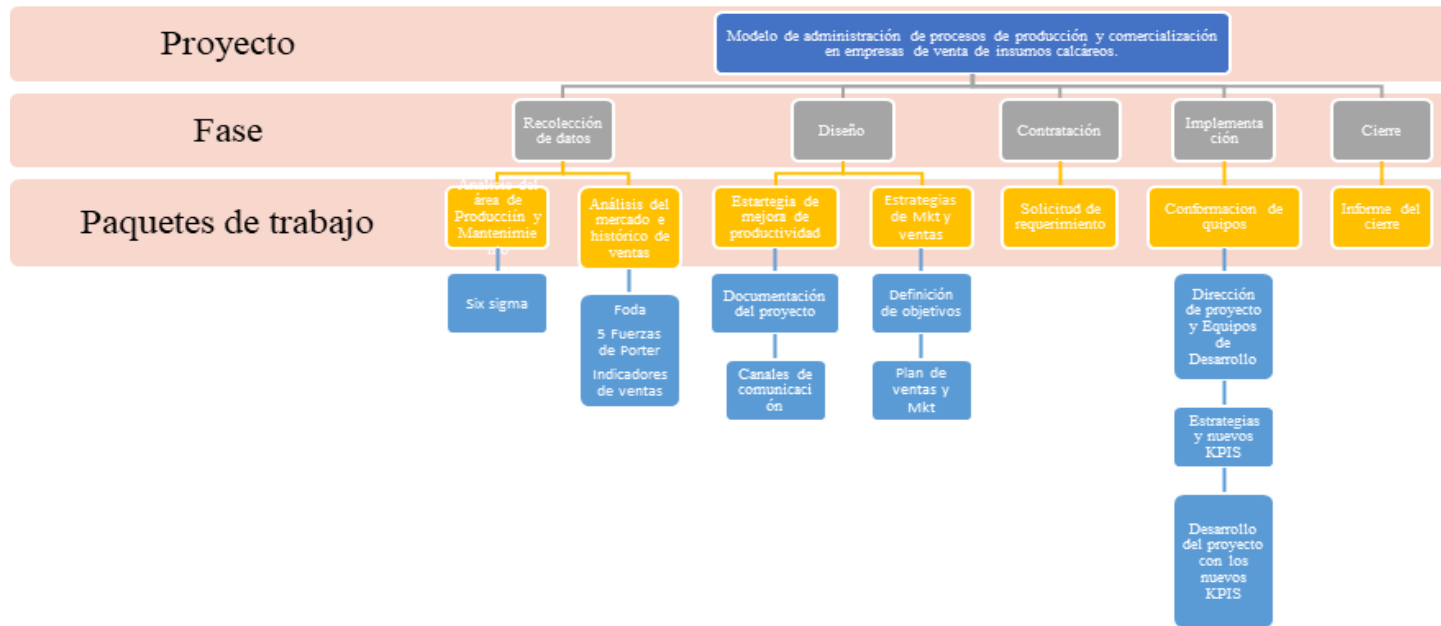 Proyecto
Modelo de administración de procesos de producción y comercialización
en empresas de venta de insumos calcáreos.
Fase
Recolección
de datos
Diseño
Contratación
Implementa
ción
Cierre
Paquetes de trabajo
Análisis del
área de
Producción y
Mantenimie
nto
Análisis del
mercado e
histórico de
ventas
Estartegia de
mejora de
productividad
Estrategias
de Mkt y
ventas
Solicitud de
requerimiento
Conformacion de
quipos
Informe del
cierre
Six sigma
Foda
5 Fuerzas
de Porter
Indicadores
de ventas
Documentación
del proyecto
Canales de
comunicaci
ón
Definición
de objetivos
Plan de
ventas y
Mkt
Dirección
de proyecto
y Equipos
de
Desarrollo
Estrategias
y nuevos
KPIS
Desarrollo
del proyecto
con los
nuevos
KPIS